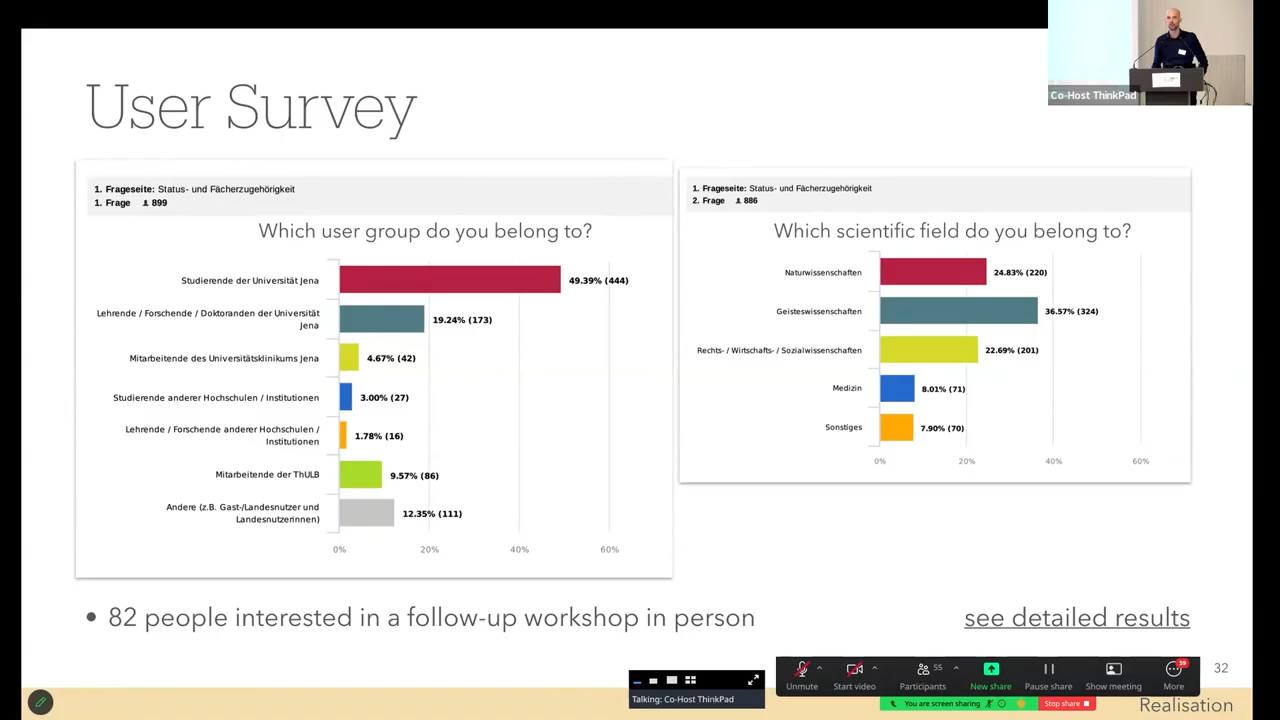 Co-Host ThinkPad
User Survey
1. Frageseite: Status- und Fächerzugehörigkeit
1. Frage 899
Which user group do you belong to?
Studierende der Universität Jena
49.39% (444)
Lehrende / Forschende / Doktoranden der Universität
Jena
19.24% (173)
Mitarbeitende des Universitätsklinikums Jena
4.67% (42)
Studierende anderer Hochschulen / Institutionen
3.00% (27)
Lehrende / Forschende anderer Hochschulen /
Institutionen
1.78% (16)
Mitarbeitende der ThULB
9.57% (86)
Andere (z.B. Gast-/Landesnutzer und
Landesnutzerinnen)
12.35% (111)
0% 20% 40% 60%
1. Frageseite: Status- und Fächerzugehörigkeit
2. Frage 886
Which scientific field do you belong to?
Naturwissenschaften
24.83% (220)
Geisteswissenschaften
36.57% (324)
Rechts- / Wirtschafts- / Sozialwissenschaften
22.69% (201)
Medizin
8.01% (71)
Sonstiges
7.90% (70)
0% 20% 40% 60%
• 82 people interested in a follow-up workshop in person
see detailed results
Talking: Co-Host ThinkPad
55
59
Unmute Start video Participants New share Pause share Show meeting More
You are screen sharing
Stop share
32
Realisation